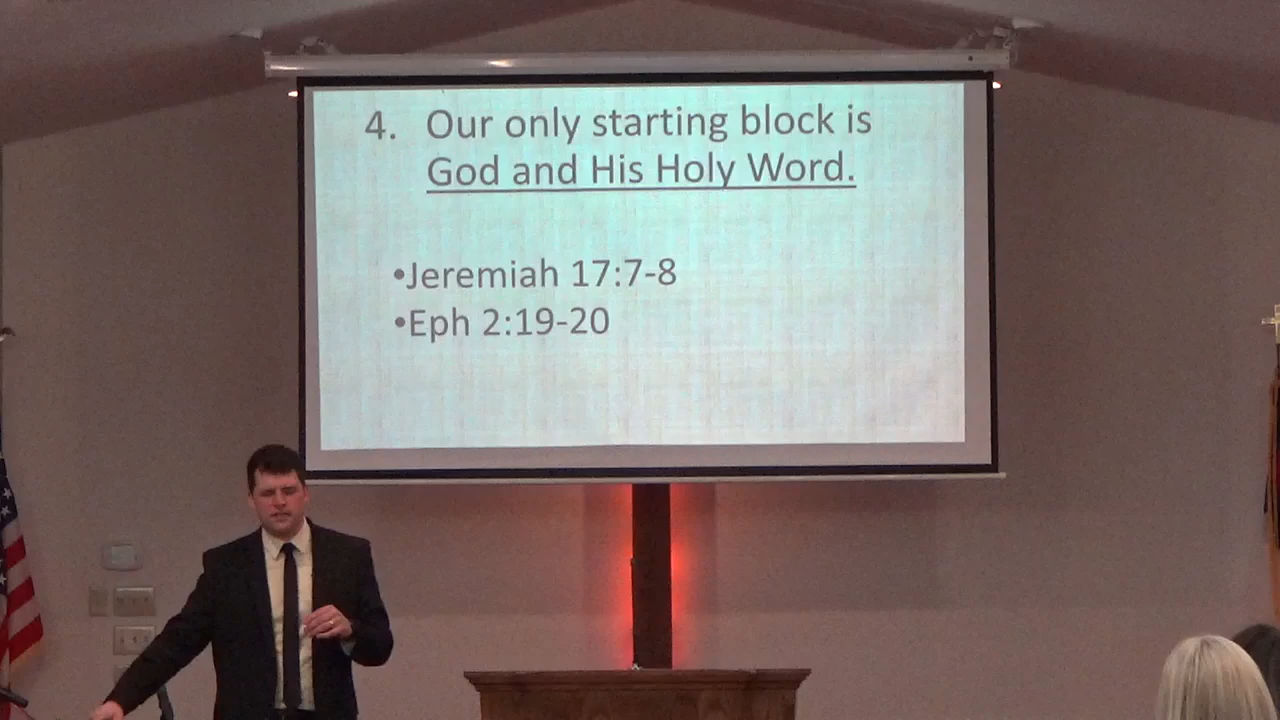 4. Our only starting block is
God and His Holy Word.
•Jeremiah 17:7-8
•Eph 2:19-20